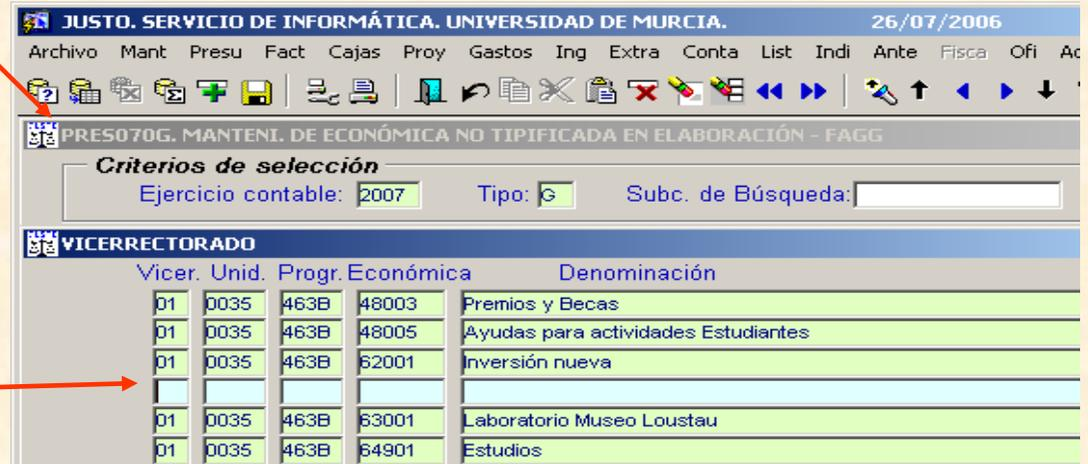 JUSTO. SERVICIO DE INFORMÁTICA. UNIVERSIDAD DE MURCIA. 26/07/2006
Archivo Mant Presu Fact Cajas Proy Gastos Ing Extra Conta List Indi Ante Fisca Ofi
PRES070G. MANTENI. DE ECONÓMICA NO TIPIFICADA EN ELABORACIÓN - FAGG
Criterios de selección
Ejercicio contable: 2007 Tipo: G Subc. de Búsqueda:
VICERRECTORADO
Vicer. Unid. Progr. Económica Denominación
01 0035 463B 48003 Premios y Becas
01 0035 463B 48005 Ayudas para actividades Estudiantes
01 0035 463B 62001 Inversión nueva
01 0035 463B 63001 Laboratorio Museo Loustau
01 0035 463B 64901 Estudios